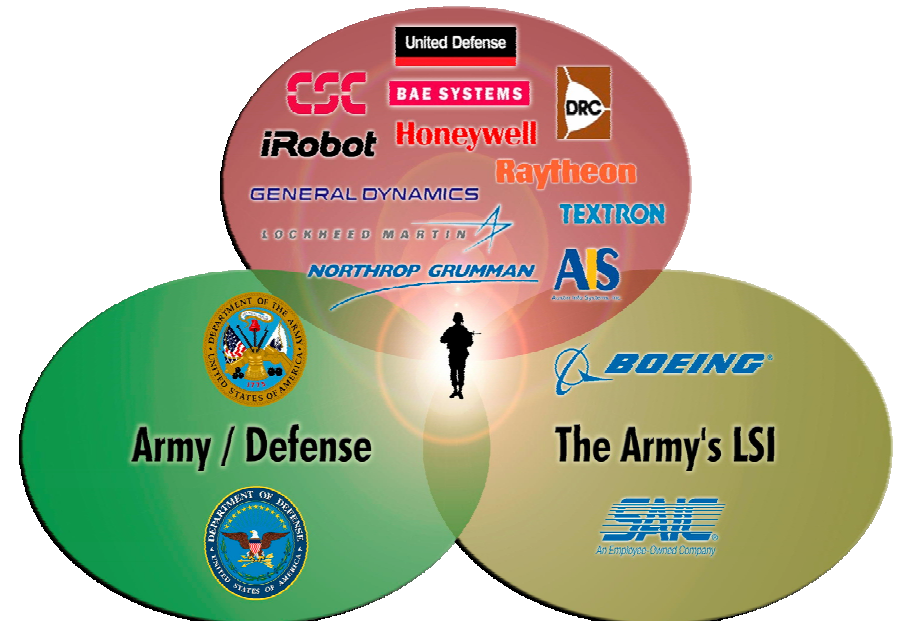 United Defense
CSC
BAE SYSTEMS
DRC
iRobot
Honeywell
Raytheon
GENERAL DYNAMICS
TEXTRON
LOCKHEED MARTIN
NORTHROP GRUMMAN
AIS
DEPARTMENT OF THE ARMY
UNITED STATES OF AMERICA
1775
BOEING®
Army / Defense
The Army's LSI
DEPARTMENT OF DEFENSE
UNITED STATES OF AMERICA
SAIC®
An Employee-Owned Company